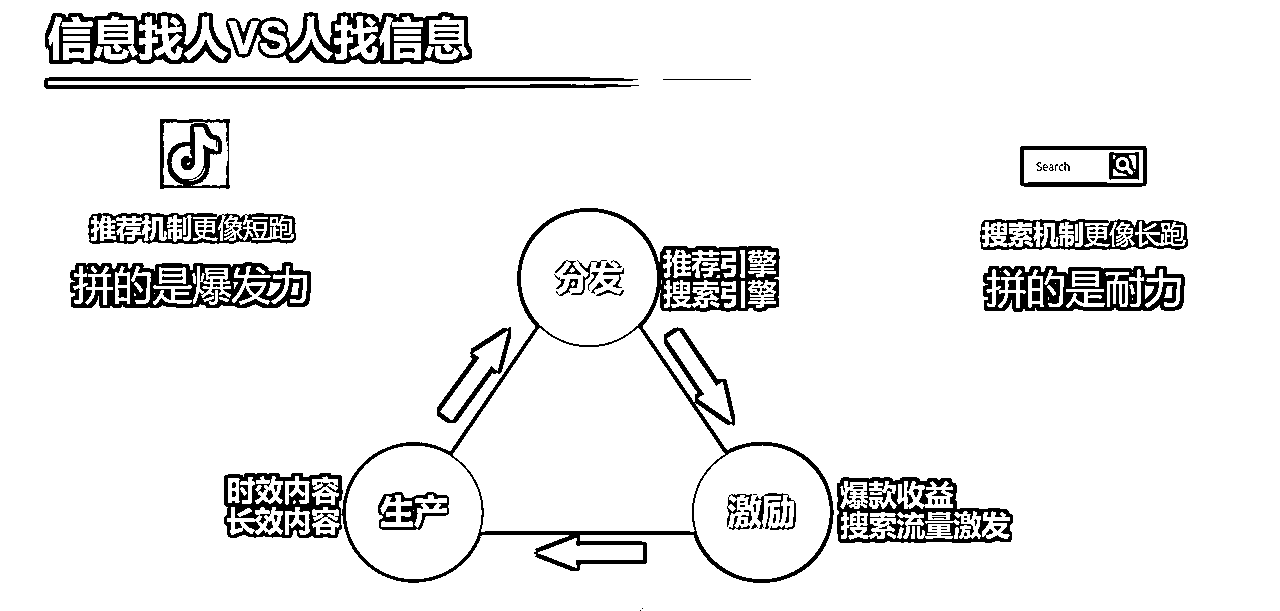 信息找人VS人找信息
推荐机制更像短跑
拼的是爆发力
Search
搜索机制更像长跑
拼的是耐力
分发
推荐引擎
搜索引擎
时效内容
长效内容
生产
激励
爆款收益
搜索流量激发